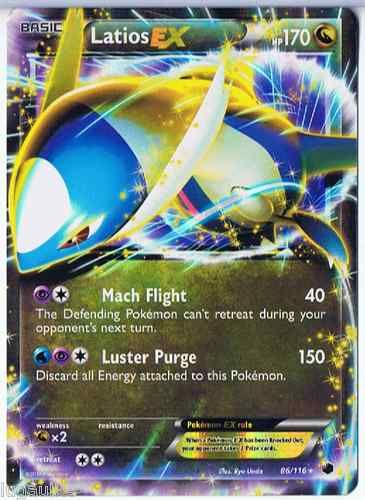 BASIC
Latios EX HP170
Mach Flight 40
The Defending Pokémon can't retreat during your
opponent's next turn.
Luster Purge 150
Discard all Energy attached to this Pokémon.
weakness resistance
×2
retreat
Pokémon EX rule
When a Pokémon-EX has been Knocked Out,
your opponent takes 2 Prize cards.
Illus. Ryo Ueda 86/116